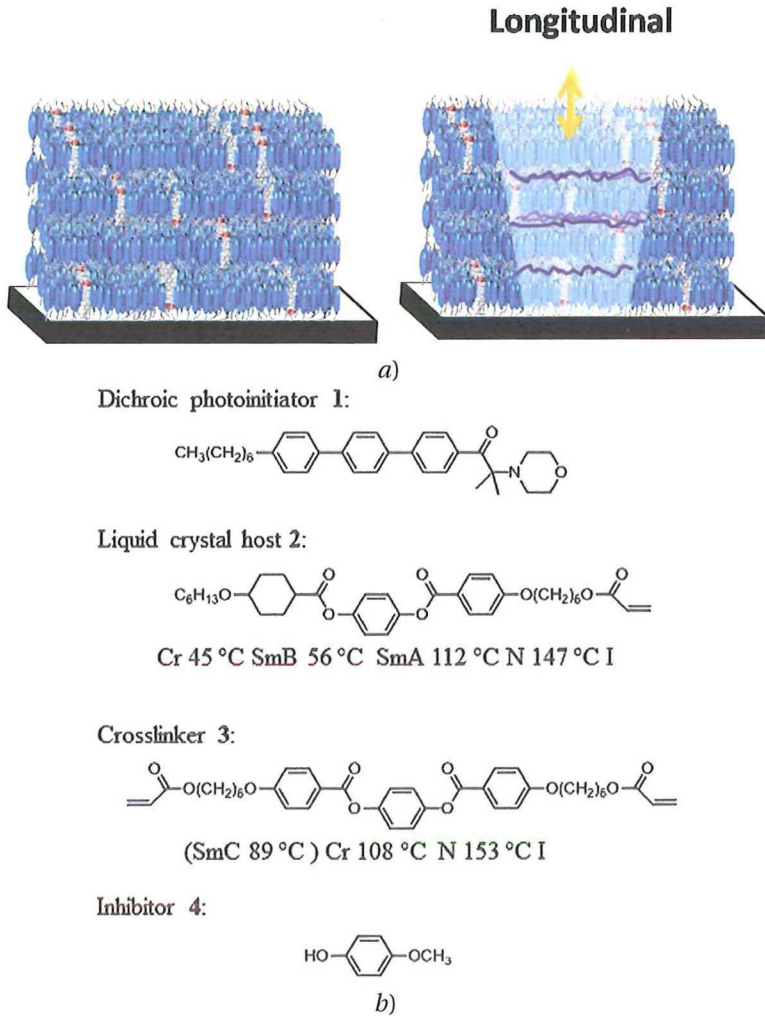 Longitudinal
a)
Dichroic photoinitiator 1:
CH₃(CH₂)₆
O
N
O
Liquid crystal host 2:
C₆H₁₃O
O
O
O
O
O(CH₂)₆O
O
Cr 45 °C SmB 56 °C SmA 112 °C N 147 °C I
Crosslinker 3:
O
O(CH₂)₆O
O
O
O
O
O(CH₂)₆O
O
(SmC 89 °C ) Cr 108 °C N 153 °C I
Inhibitor 4:
HO
OCH₃
b)